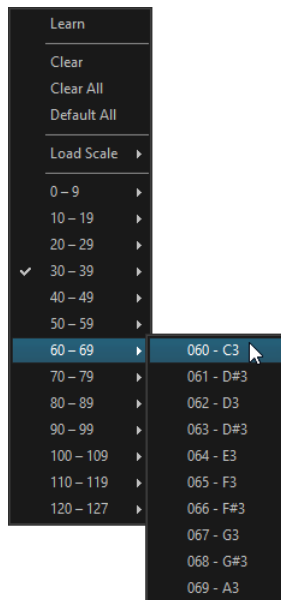 Learn
Clear
Clear All
Default All
Load Scale
0 – 9
10 – 19
20 – 29
30 – 39
40 – 49
50 – 59
60 – 69
70 – 79
80 – 89
90 – 99
100 – 109
110 – 119
120 – 127
060 - C3
061 - D#3
062 - D3
063 - D#3
064 - E3
065 - F3
066 - F#3
067 - G3
068 - G#3
069 - A3